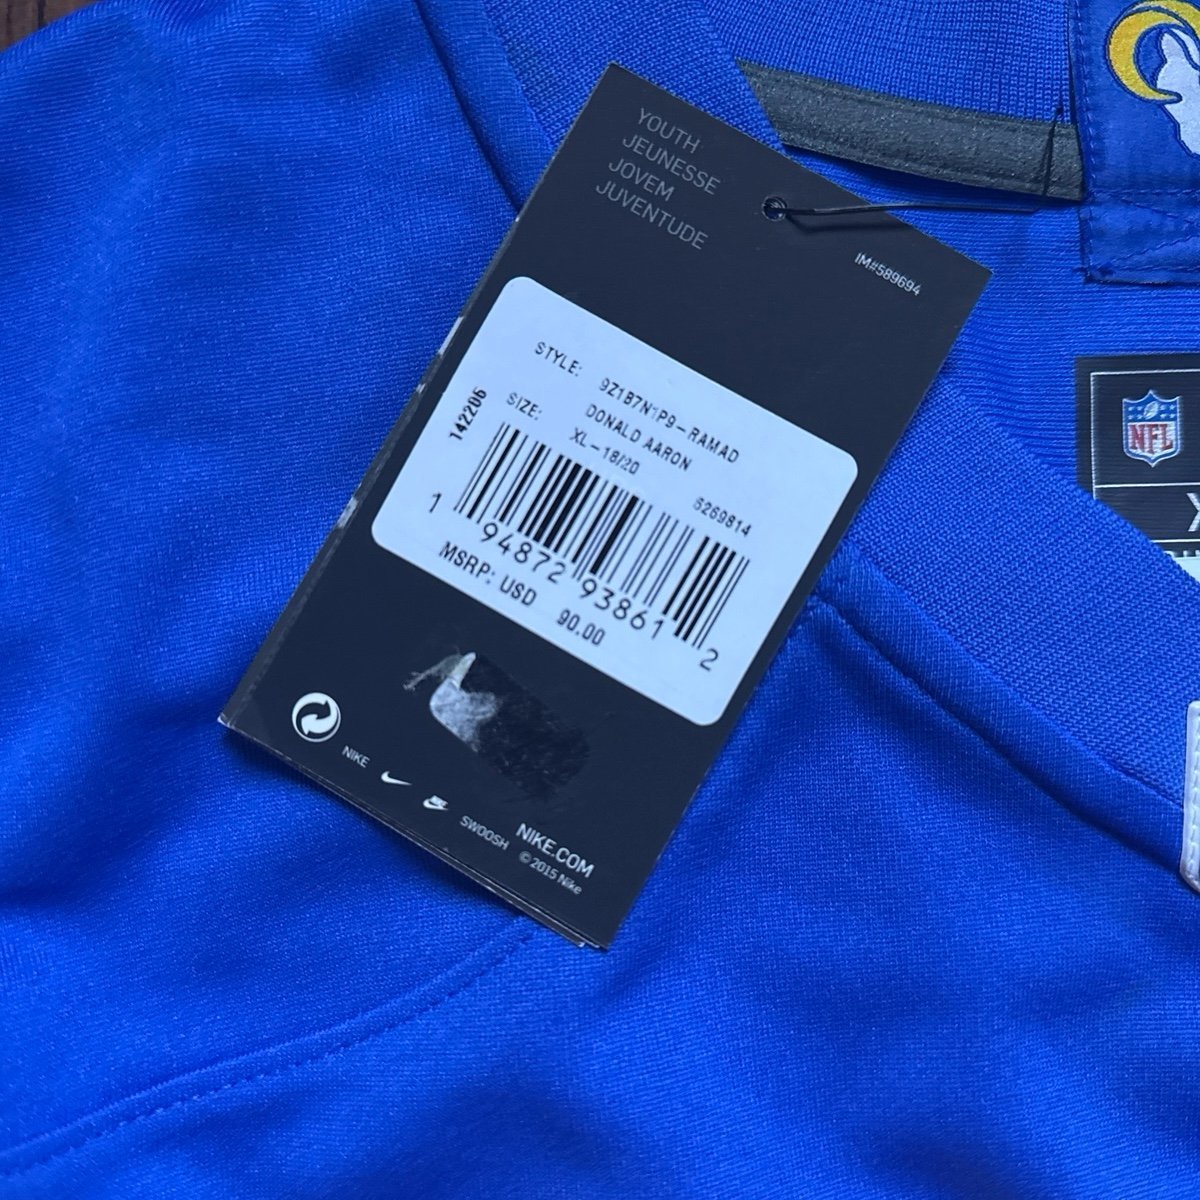 YOUTH
JEUNESSE
JOVEM
JUVENTUDE
IM#589694
STYLE: 9Z1B7N1P9-RAMAD
DONALD AARON
SIZE: XL-18/20
142206
6269814
1 94872 93861 2
MSRP: USD 90.00
NIKE
SWOOSH
NIKE.COM
© 2015 Nike
NFL